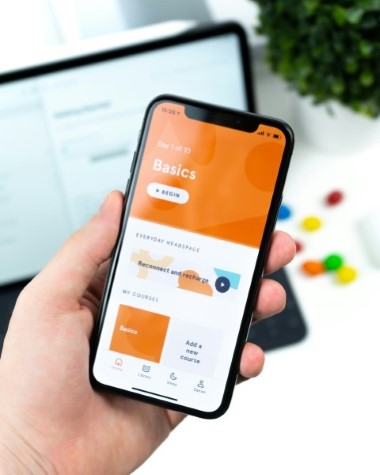 Day 1 of 10
Basics
BEGIN
EVERYDAY HEADSPACE
Reconnect and recharge
MY COURSES
Basics
Add a
new
course